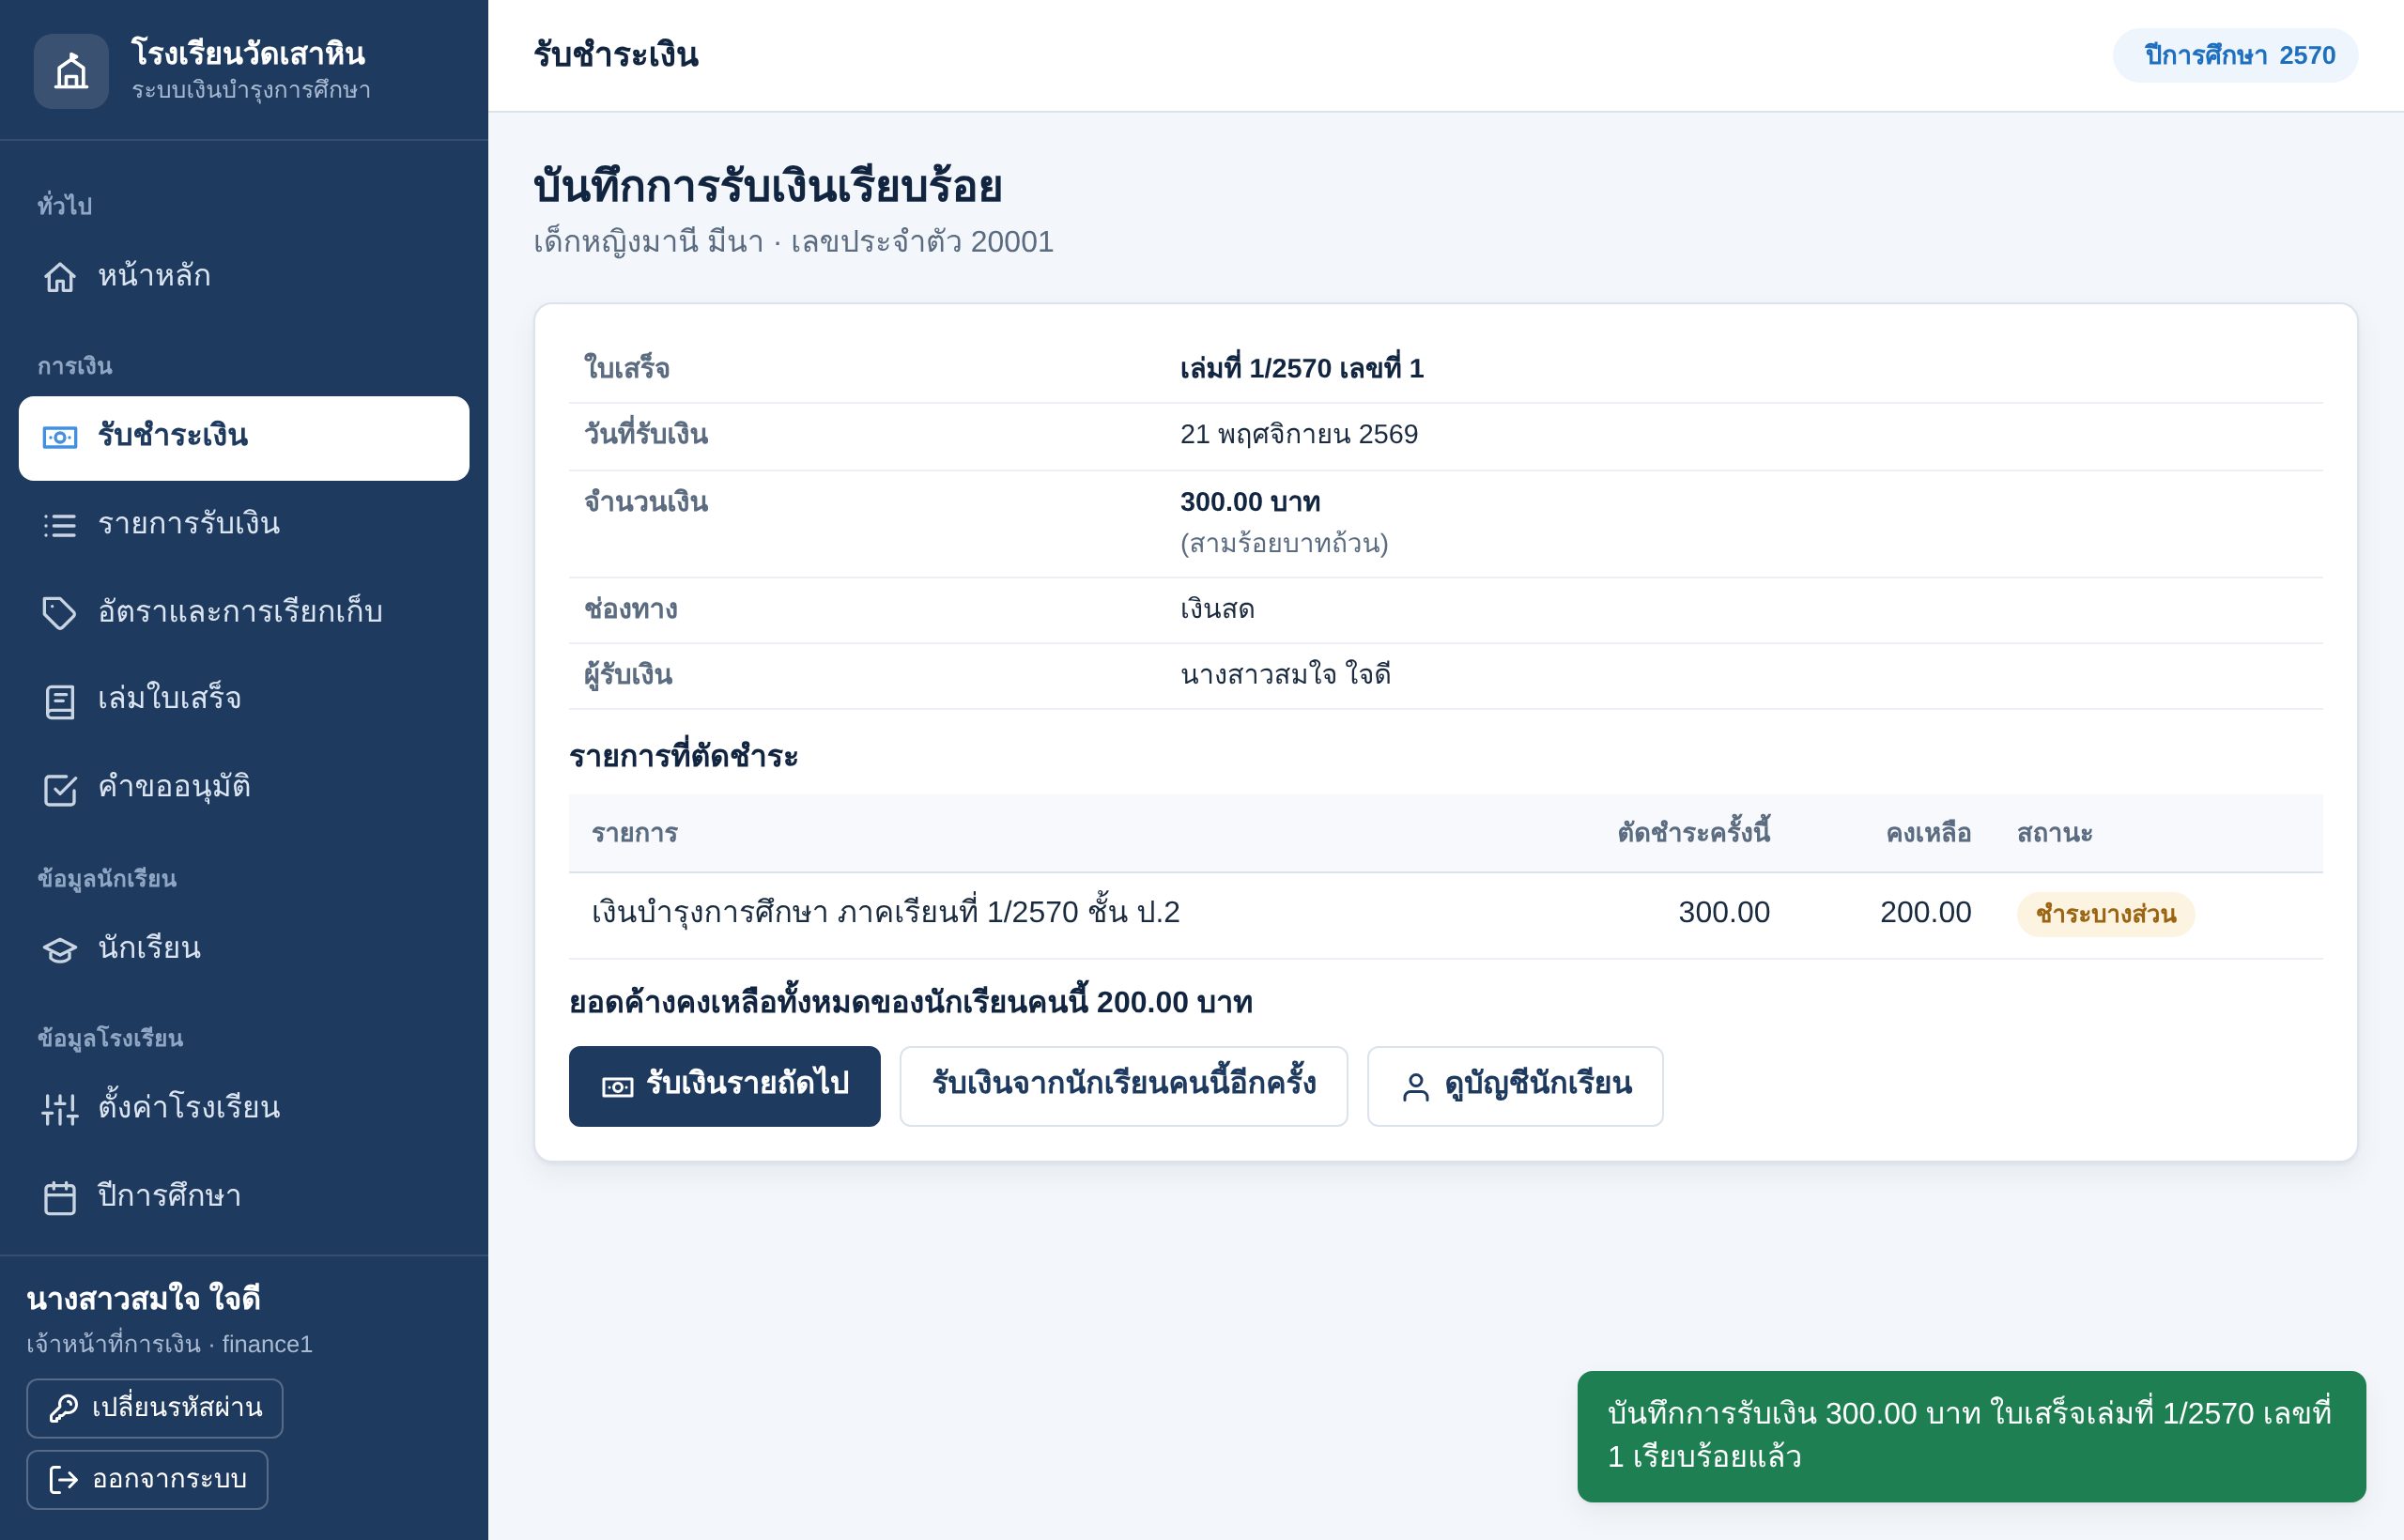 โรงเรียนวัดเสาหิน
ระบบเงินบำรุงการศึกษา
ทั่วไป
หน้าหลัก
การเงิน
รับชำระเงิน
รายการรับเงิน
อัตราและการเรียกเก็บ
เล่มใบเสร็จ
คำขออนุมัติ
ข้อมูลนักเรียน
นักเรียน
ข้อมูลโรงเรียน
ตั้งค่าโรงเรียน
ปีการศึกษา
นางสาวสมใจ ใจดี
เจ้าหน้าที่การเงิน · finance1
เปลี่ยนรหัสผ่าน
ออกจากระบบ
รับชำระเงิน
ปีการศึกษา 2570
บันทึกการรับเงินเรียบร้อย
เด็กหญิงมานี มีนา · เลขประจำตัว 20001
ใบเสร็จ เล่มที่ 1/2570 เลขที่ 1
วันที่รับเงิน 21 พฤศจิกายน 2569
จำนวนเงิน 300.00 บาท
(สามร้อยบาทถ้วน)
ช่องทาง เงินสด
ผู้รับเงิน นางสาวสมใจ ใจดี
รายการที่ตัดชำระ
รายการ ตัดชำระครั้งนี้ คงเหลือ สถานะ
เงินบำรุงการศึกษา ภาคเรียนที่ 1/2570 ชั้น ป.2 300.00 200.00 ชำระบางส่วน
ยอดค้างคงเหลือทั้งหมดของนักเรียนคนนี้ 200.00 บาท
รับเงินรายถัดไป รับเงินจากนักเรียนคนนี้อีกครั้ง ดูบัญชีนักเรียน
บันทึกการรับเงิน 300.00 บาท ใบเสร็จเล่มที่ 1/2570 เลขที่
1 เรียบร้อยแล้ว